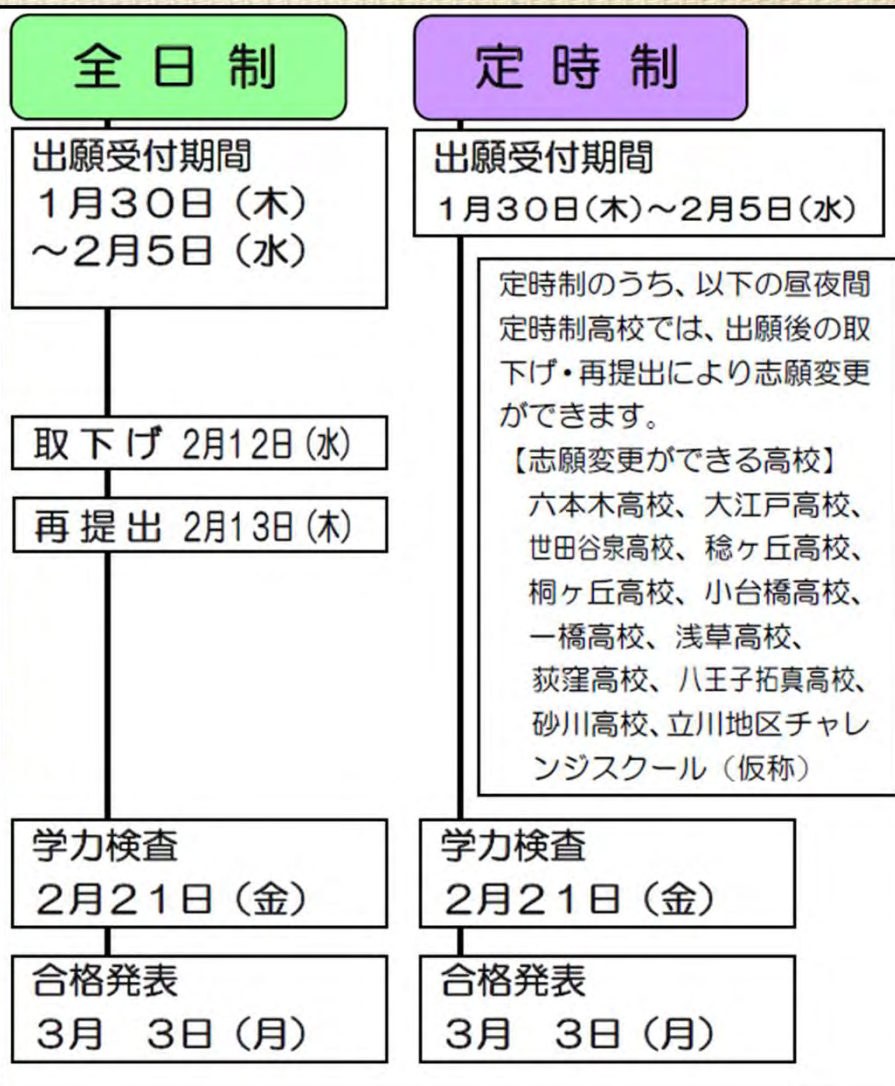 全日制
出願受付期間
１月３０日（木）
～２月５日（水）
取下げ 2月12日(水)
再提出 2月13日(木)
学力検査
２月２１日（金）
合格発表
３月　３日（月）
定時制
出願受付期間
１月３０日(木)～２月５日(水)
定時制のうち、以下の昼夜間
定時制高校では、出願後の取
下げ・再提出により志願変更
ができます。
【志願変更ができる高校】
六本木高校、大江戸高校、
世田谷泉高校、稔ヶ丘高校、
桐ヶ丘高校、小台橋高校、
一橋高校、浅草高校、
荻窪高校、八王子拓真高校、
砂川高校、立川地区チャレ
ンジスクール（仮称）
学力検査
２月２１日（金）
合格発表
３月　３日（月）